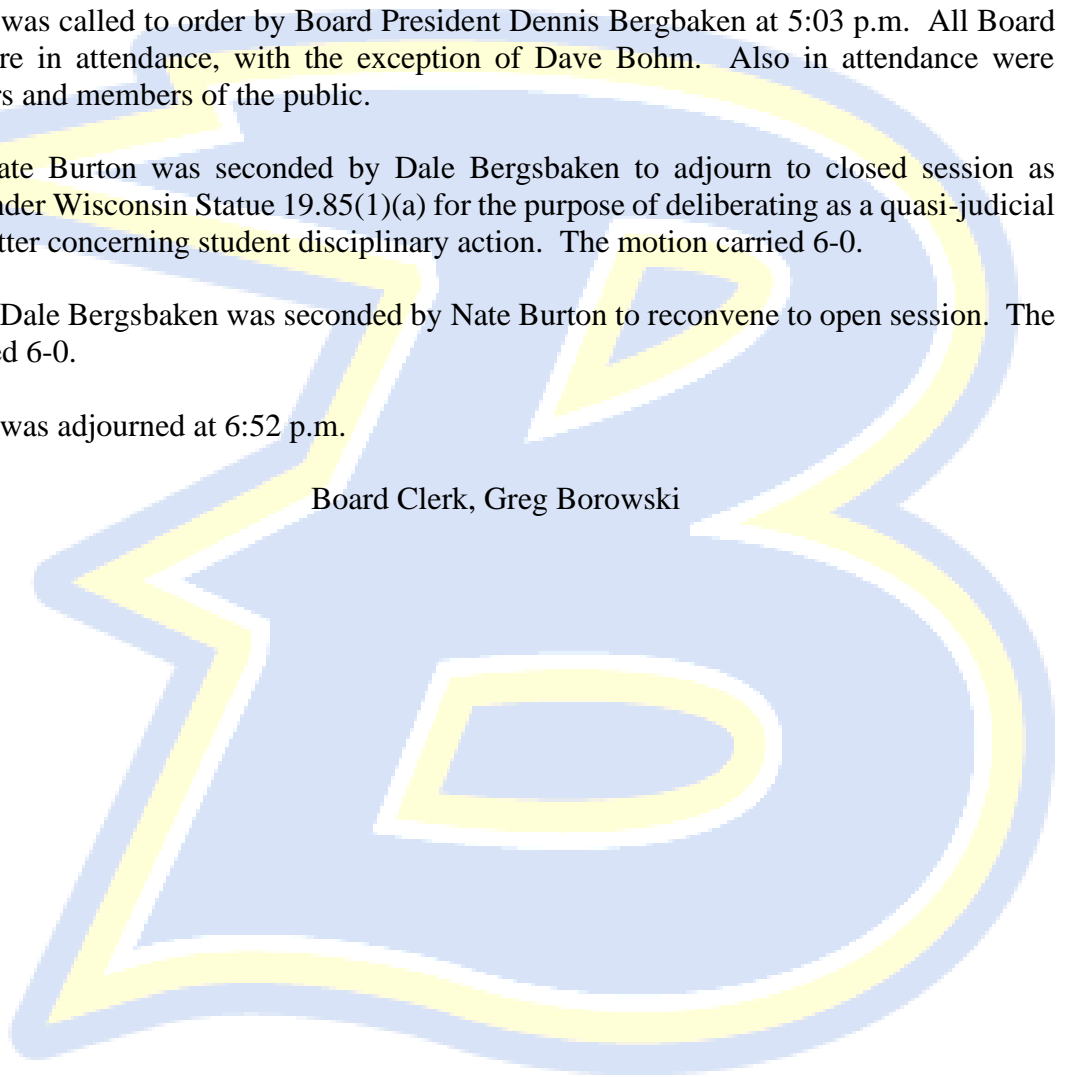 was called to order by Board President Dennis Bergbaken at 5:03 p.m. All Board
re in attendance, with the exception of Dave Bohm. Also in attendance were
rs and members of the public.
ate Burton was seconded by Dale Bergsbaken to adjourn to closed session as
nder Wisconsin Statue 19.85(1)(a) for the purpose of deliberating as a quasi-judicial
tter concerning student disciplinary action. The motion carried 6-0.
Dale Bergsbaken was seconded by Nate Burton to reconvene to open session. The
ed 6-0.
was adjourned at 6:52 p.m.
Board Clerk, Greg Borowski
B